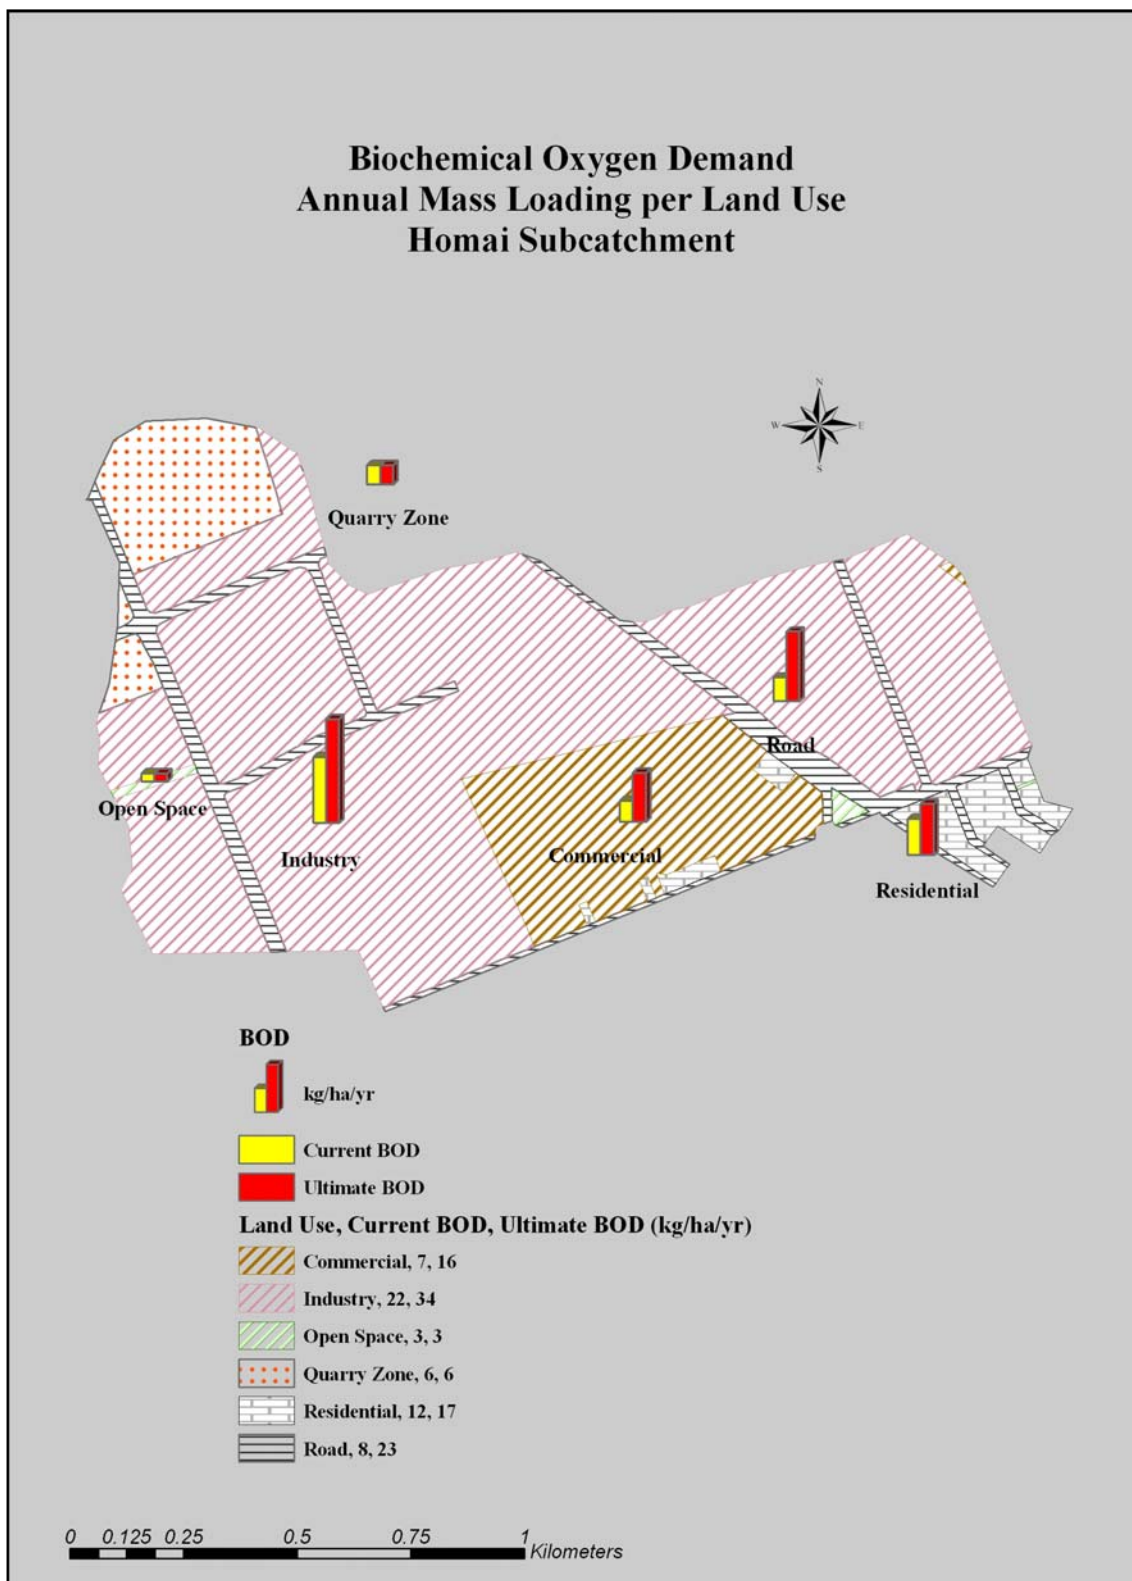 Biochemical Oxygen Demand
Annual Mass Loading per Land Use
Homai Subcatchment
N
W E
S
Quarry Zone
Road
Open Space
Industry
Commercial
Residential
BOD
kg/ha/yr
Current BOD
Ultimate BOD
Land Use, Current BOD, Ultimate BOD (kg/ha/yr)
Commercial, 7, 16
Industry, 22, 34
Open Space, 3, 3
Quarry Zone, 6, 6
Residential, 12, 17
Road, 8, 23
0 0.125 0.25 0.5 0.75 1
Kilometers